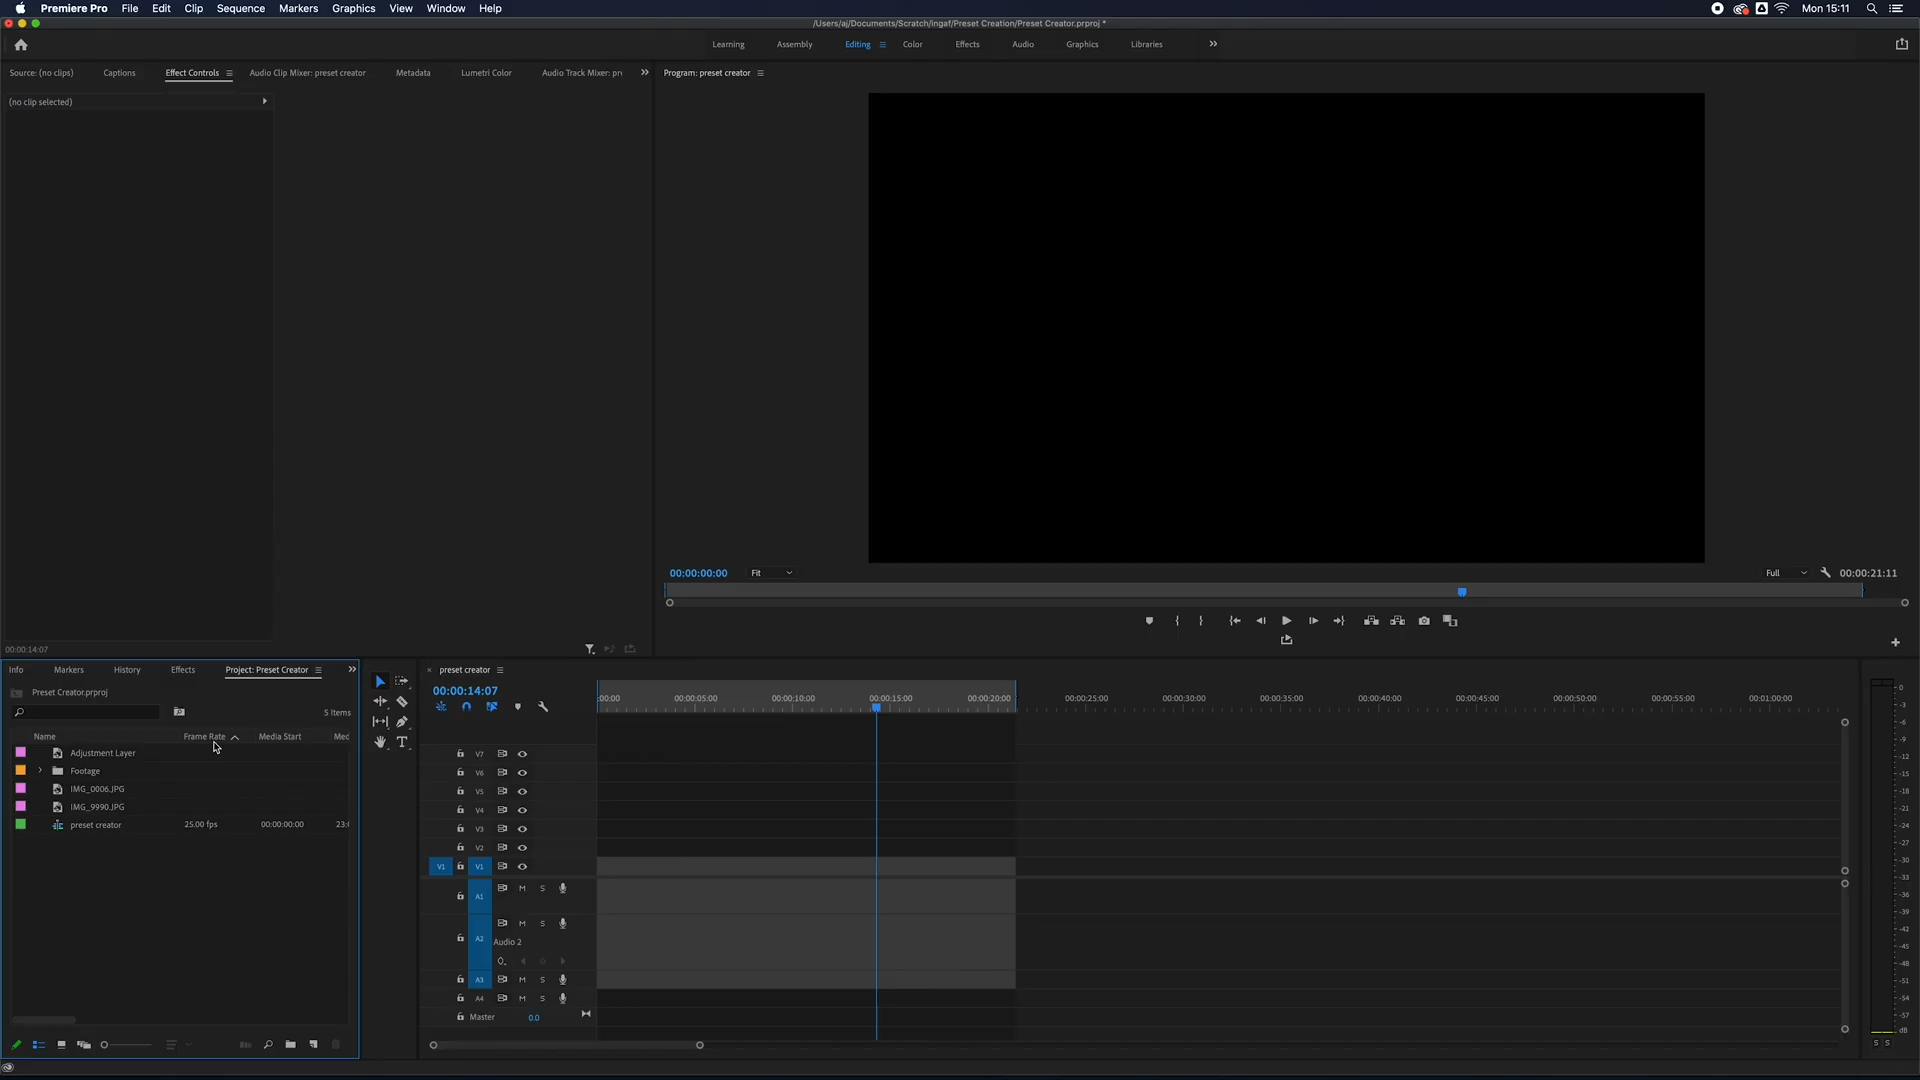 Premiere Pro File Edit Clip Sequence Markers Graphics View Window Help Mon 15:11
/Users/aj/Documents/Scratch/ingaf/Preset Creation/Preset Creator.prproj *
Learning Assembly Editing Color Effects Audio Graphics Libraries
Source: (no clips) Captions Effect Controls Audio Clip Mixer: preset creator Metadata Lumetri Color Audio Track Mixer: pr
Program: preset creator
(no clip selected)
00:00:00:00 Fit Full 00:00:21:11
00:00:14:07
Info Markers History Effects Project: Preset Creator
preset creator
Preset Creator.prproj
00:00:14:07
:00:00 00:00:05:00 00:00:10:00 00:00:15:00 00:00:20:00 00:00:25:00 00:00:30:00 00:00:35:00 00:00:40:00 00:00:45:00 00:00:50:00 00:00:55:00 00:01:00:00
5 Items
Name Frame Rate Media Start Med
Adjustment Layer
Footage
IMG_0006.JPG
IMG_9990.JPG
preset creator 25.00 fps 00:00:00:00 23:
V7
V6
V5
V4
V3
V2
V1 V1
A1 M S
A2 M S
Audio 2
A3 M S
A4 M S
Master 0.0
0
-3
-6
-9
-12
-15
-18
-21
-24
-27
-30
-33
-36
-39
-42
-45
-48
-51
-54
-57
dB
S S